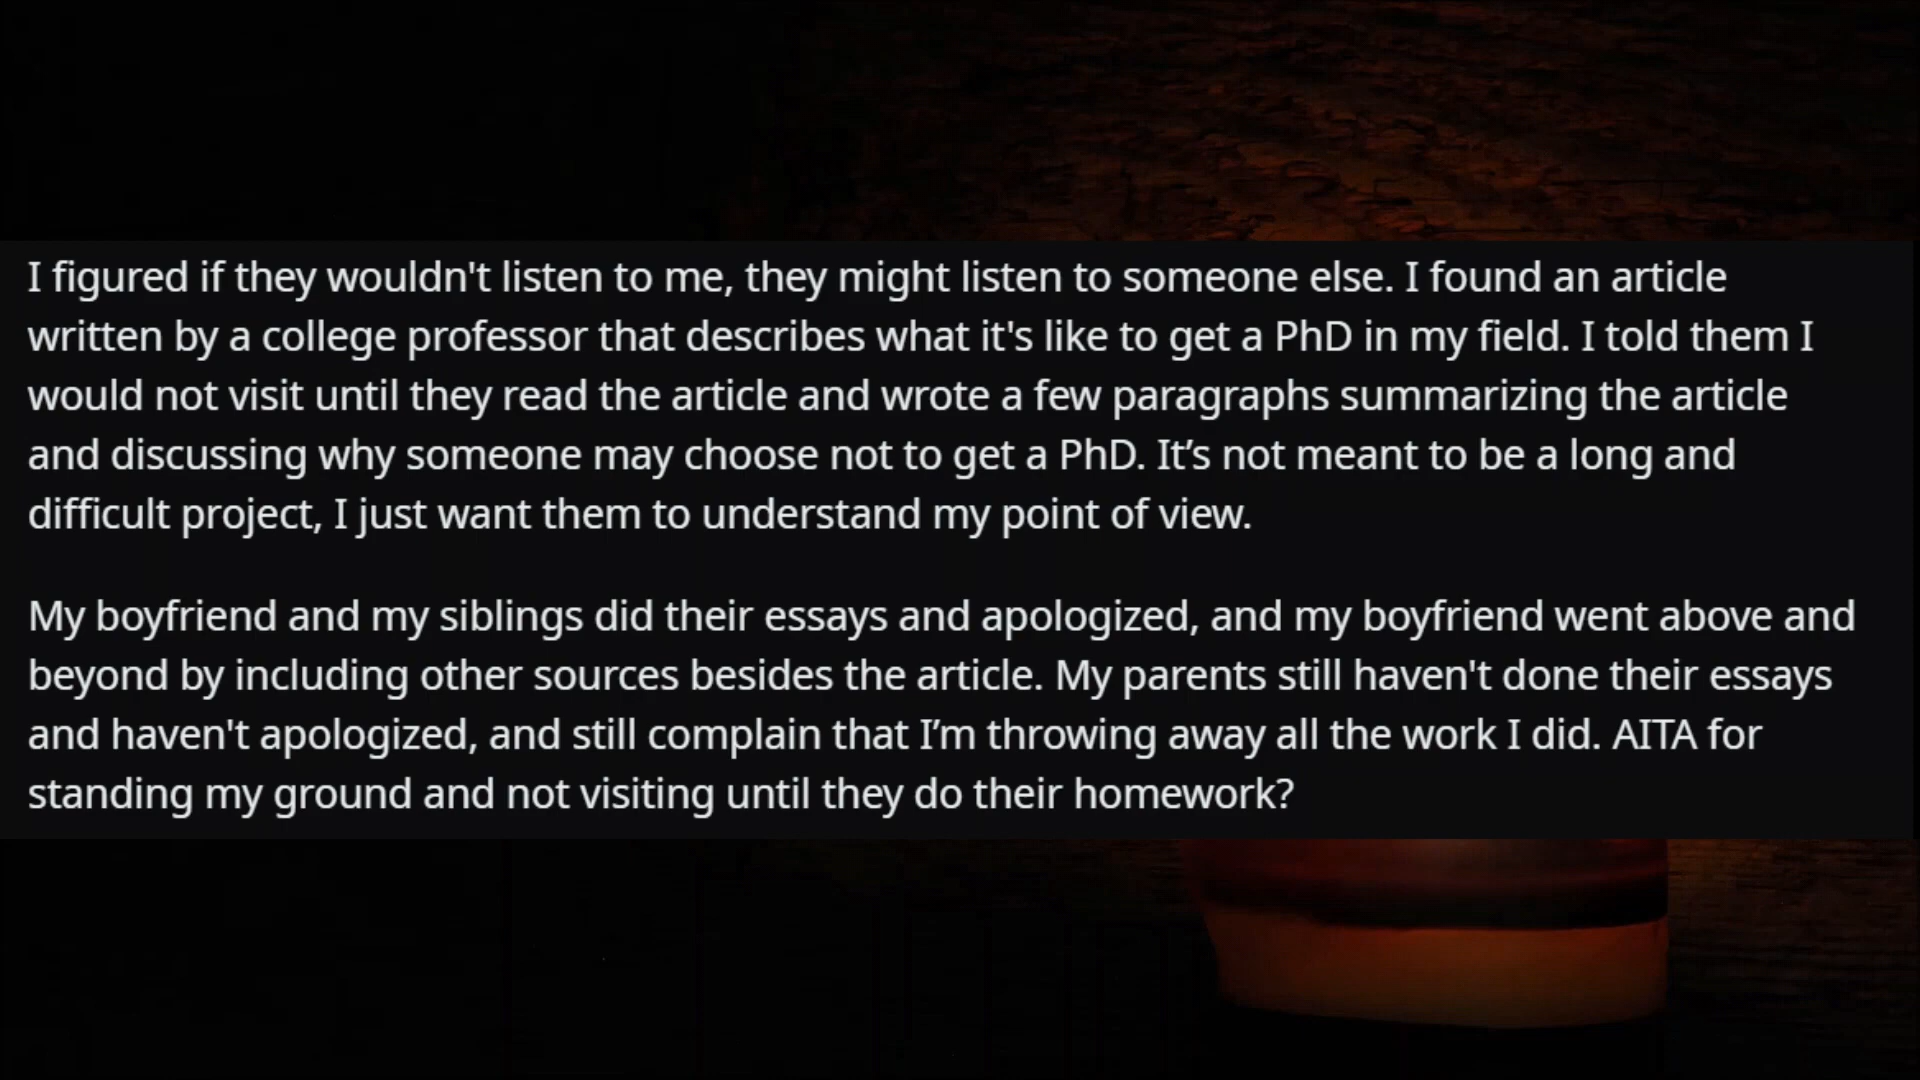 I figured if they wouldn't listen to me, they might listen to someone else. I found an article
written by a college professor that describes what it's like to get a PhD in my field. I told them I
would not visit until they read the article and wrote a few paragraphs summarizing the article
and discussing why someone may choose not to get a PhD. It’s not meant to be a long and
difficult project, I just want them to understand my point of view.
My boyfriend and my siblings did their essays and apologized, and my boyfriend went above and
beyond by including other sources besides the article. My parents still haven't done their essays
and haven't apologized, and still complain that I’m throwing away all the work I did. AITA for
standing my ground and not visiting until they do their homework?